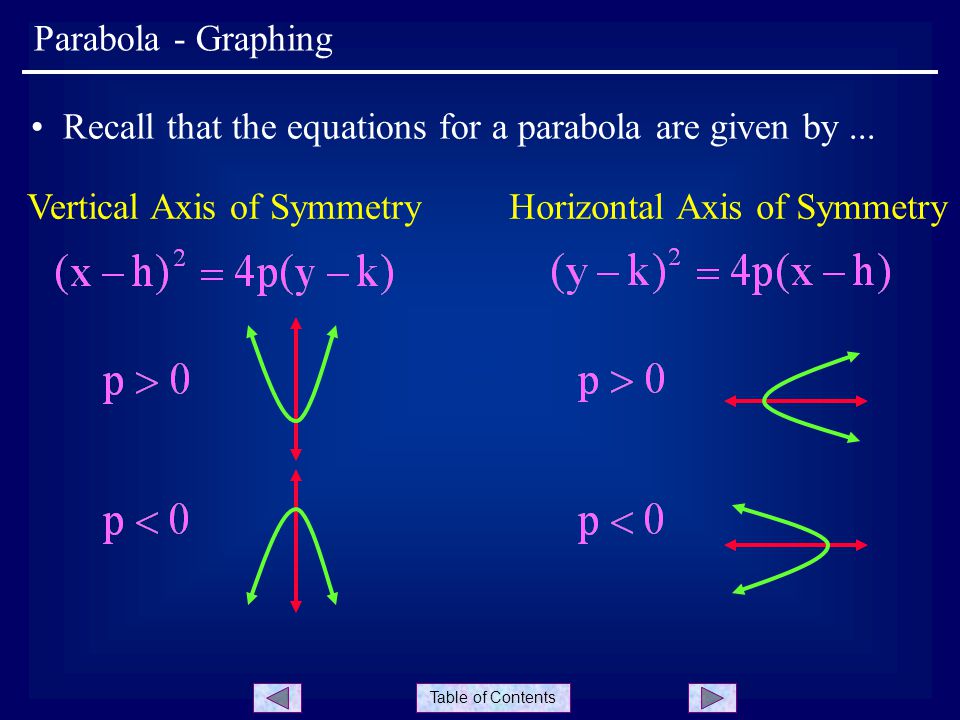 Parabola - Graphing
• Recall that the equations for a parabola are given by ...
Vertical Axis of Symmetry
Horizontal Axis of Symmetry
(x – h)² = 4p(y – k)
(y – k)² = 4p(x – h)
p > 0
p > 0
p < 0
p < 0
Table of Contents